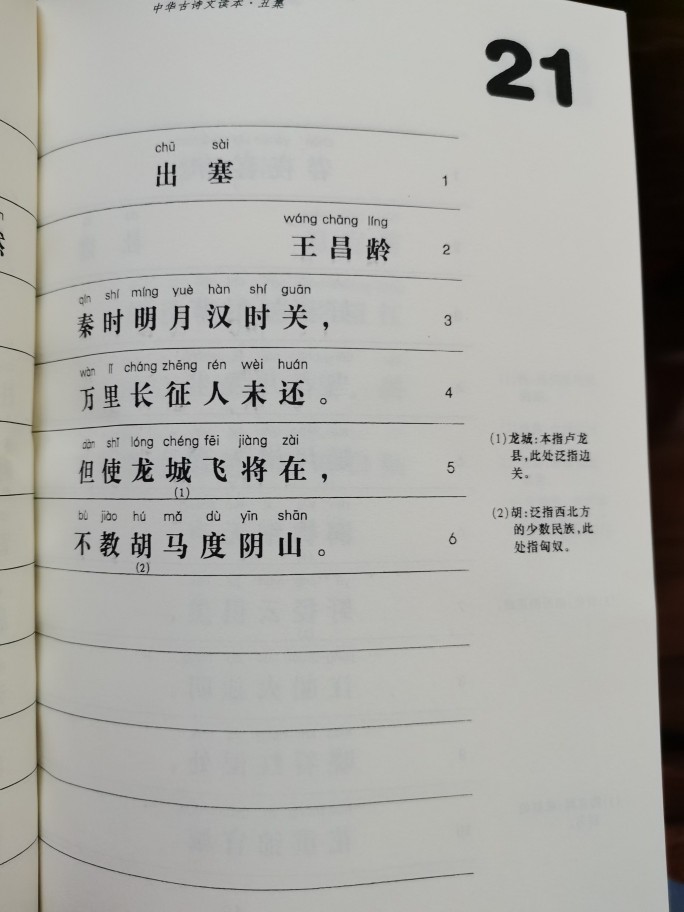 中华古诗文读本·丑集
21
chū sài
出塞 1
wáng chāng líng
王昌龄 2
qín shí míng yuè hàn shí guān
秦时明月汉时关， 3
wàn lǐ cháng zhēng rén wèi huán
万里长征人未还。 4
dàn shǐ lóng chéng fēi jiàng zài
但使龙城飞将在， 5
(1)
bù jiào hú mǎ dù yīn shān
不教胡马度阴山。 6
(2)
(1)龙城:本指卢龙
县,此处泛指边
关。
(2)胡:泛指西北方
的少数民族,此
处指匈奴。